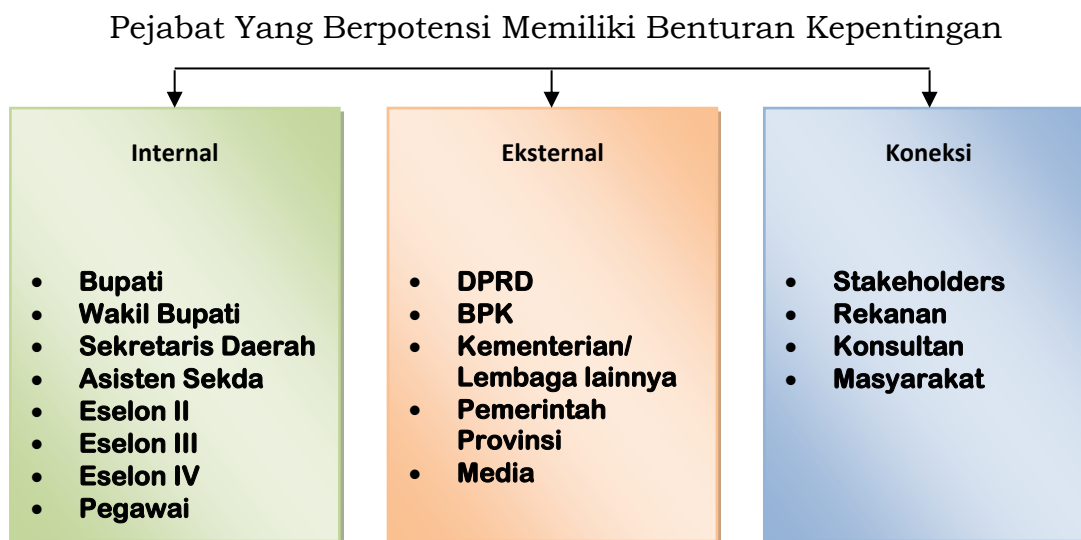 Pejabat Yang Berpotensi Memiliki Benturan Kepentingan
Internal
• Bupati
• Wakil Bupati
• Sekretaris Daerah
• Asisten Sekda
• Eselon II
• Eselon III
• Eselon IV
• Pegawai
Eksternal
• DPRD
• BPK
• Kementerian/
Lembaga lainnya
• Pemerintah
Provinsi
• Media
Koneksi
• Stakeholders
• Rekanan
• Konsultan
• Masyarakat